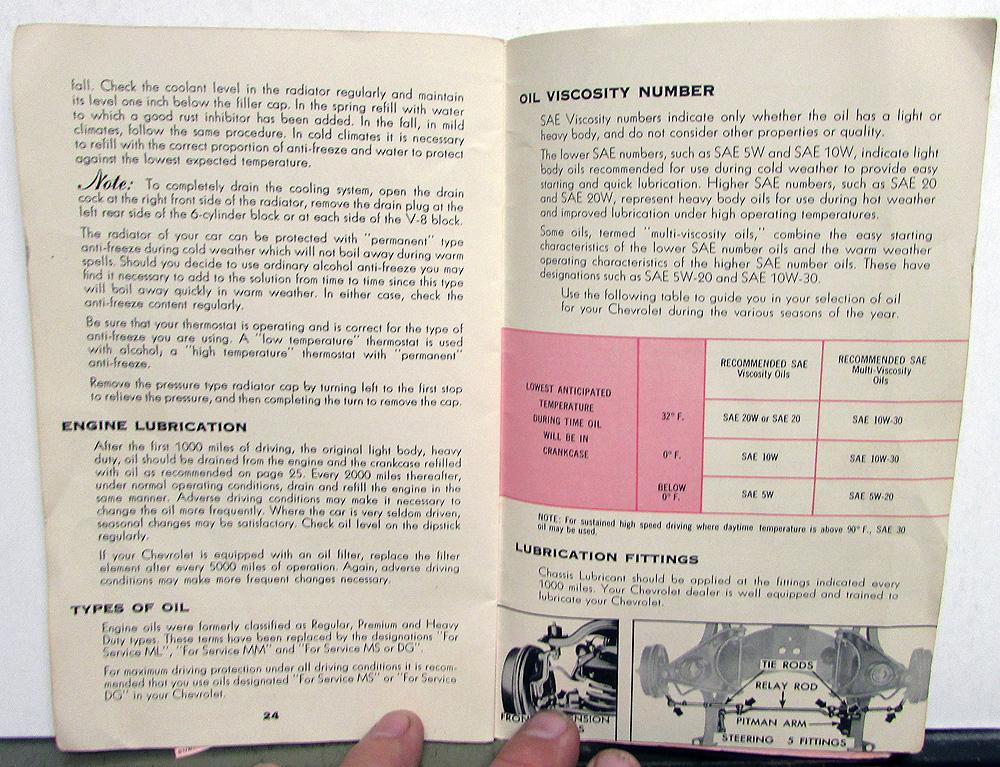 fall. Check the coolant level in the radiator regularly and maintain
its level one inch below the filler cap. In the spring refill with water
to which a good rust inhibitor has been added. In the fall, in mild
climates, follow the same procedure. In cold climates it is necessary
to refill with the correct proportion of anti-freeze and water to protect
against the lowest expected temperature.
Note: To completely drain the cooling system, open the drain
cock at the right front side of the radiator, remove the drain plug at the
left rear side of the 6-cylinder block or at each side of the V-8 block.
The radiator of your car can be protected with "permanent" type
anti-freeze during cold weather which will not boil away during warm
spells. Should you decide to use ordinary alcohol anti-freeze you may
find it necessary to add to the solution from time to time since this type
will boil away quickly in warm weather. In either case, check the
anti-freeze content regularly.
Be sure that your thermostat is operating and is correct for the type of
anti-freeze you are using. A "low temperature" thermostat is used
with alcohol, a "high temperature" thermostat with "permanent"
anti-freeze.
Remove the pressure type radiator cap by turning left to the first stop
to relieve the pressure, and then completing the turn to remove the cap.
ENGINE LUBRICATION
After the first 1000 miles of driving, the original light body, heavy
duty, oil should be drained from the engine and the crankcase refilled
with oil as recommended on page 25. Every 2000 miles thereafter,
under normal operating conditions, drain and refill the engine in the
same manner. Adverse driving conditions may make it necessary to
change the oil more frequently. Where the car is very seldom driven,
seasonal changes may be satisfactory. Check oil level on the dipstick
regularly.
If your Chevrolet is equipped with an oil filter, replace the filter
element after every 5000 miles of operation. Again, adverse driving
conditions may make more frequent changes necessary.
TYPES OF OIL
Engine oils were formerly classified as Regular, Premium and Heavy
Duty types. These terms have been replaced by the designations "For
Service ML", "For Service MM" and "For Service MS or DG".
For maximum driving protection under all driving conditions it is recom-
mended that you use oils designated "For Service MS" or "For Service
DG" in your Chevrolet.
24
OIL VISCOSITY NUMBER
SAE Viscosity numbers indicate only whether the oil has a light or
heavy body, and do not consider other properties or quality.
The lower SAE numbers, such as SAE 5W and SAE 10W, indicate light
body oils recommended for use during cold weather to provide easy
starting and quick lubrication. Higher SAE numbers, such as SAE 20
and SAE 20W, represent heavy body oils for use during hot weather
and improved lubrication under high operating temperatures.
Some oils, termed "multi-viscosity oils," combine the easy starting
characteristics of the lower SAE number oils and the warm weather
operating characteristics of the higher SAE number oils. These have
designations such as SAE 5W-20 and SAE 10W-30.
Use the following table to guide you in your selection of oil
for your Chevrolet during the various seasons of the year.
LOWEST ANTICIPATED
TEMPERATURE
DURING TIME OIL
WILL BE IN
CRANKCASE
RECOMMENDED SAE
Viscosity Oils
RECOMMENDED SAE
Multi-Viscosity
Oils
32° F.
SAE 20W or SAE 20
SAE 10W-30
0° F.
SAE 10W
SAE 10W-30
BELOW
0° F.
SAE 5W
SAE 5W-20
NOTE: For sustained high speed driving where daytime temperature is above 90° F., SAE 30
oil may be used.
LUBRICATION FITTINGS
Chassis Lubricant should be applied at the fittings indicated every
1000 miles. Your Chevrolet dealer is well equipped and trained to
lubricate your Chevrolet.
TIE RODS
RELAY ROD
PITMAN ARM
STEERING 5 FITTINGS